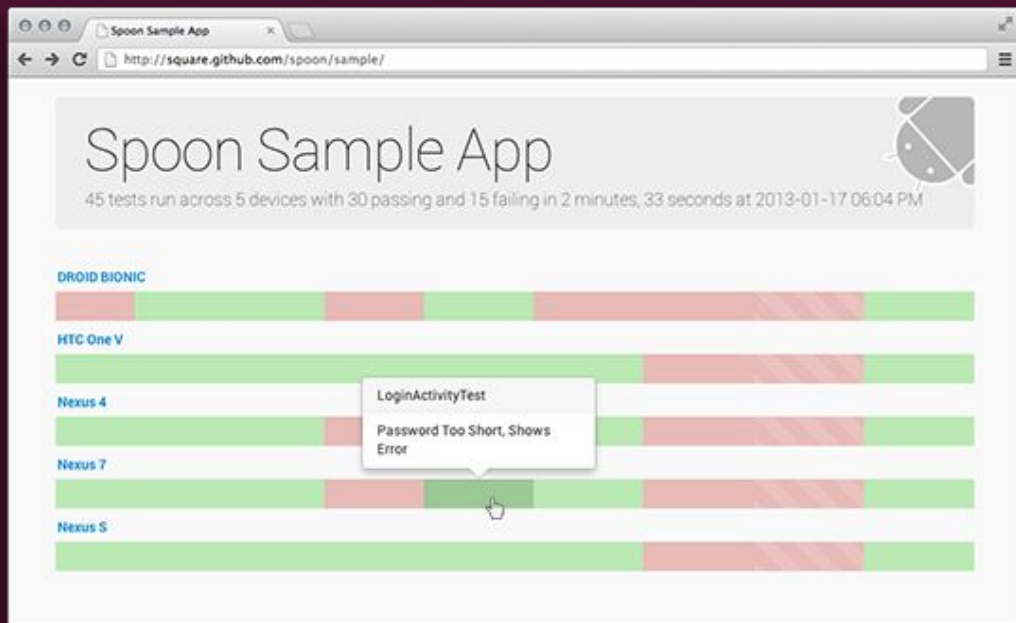 Spoon Sample App
http://square.github.com/spoon/sample/
Spoon Sample App
45 tests run across 5 devices with 30 passing and 15 failing in 2 minutes, 33 seconds at 2013-01-17 06:04 PM
DROID BIONIC
HTC One V
LoginActivityTest
Nexus 4
Password Too Short, Shows
Error
Nexus 7
Nexus S